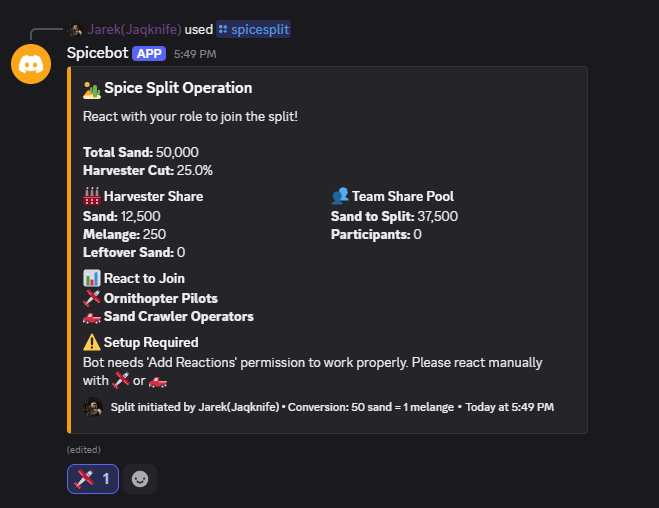 Jarek(Jaqknife) used spicesplit
Spicebot APP 5:49 PM
Spice Split Operation
React with your role to join the split!
Total Sand: 50,000
Harvester Cut: 25.0%
Harvester Share
Sand: 12,500
Melange: 250
Leftover Sand: 0
Team Share Pool
Sand to Split: 37,500
Participants: 0
React to Join
Ornithopter Pilots
Sand Crawler Operators
Setup Required
Bot needs 'Add Reactions' permission to work properly. Please react manually
with 🛩️ or 🛻
Split initiated by Jarek(Jaqknife) • Conversion: 50 sand = 1 melange • Today at 5:49 PM
(edited)
1